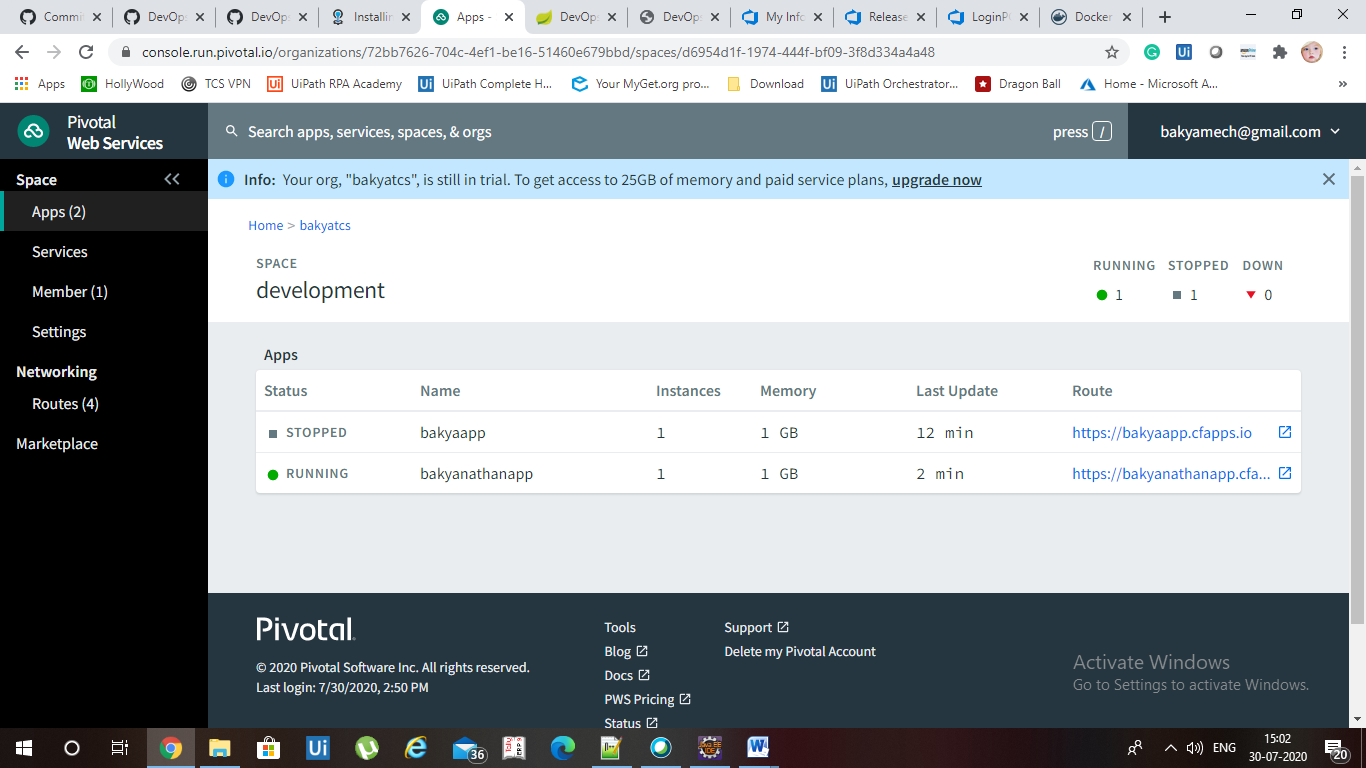 Commi
DevOp
DevOp
Installin
Apps -
DevOp
DevOp
My Info
Release
LoginP
Docker
console.run.pivotal.io/organizations/72bb7626-704c-4ef1-be16-51460e679bbd/spaces/d6954d1f-1974-444f-bf09-3f8d334a4a48
Apps
HollyWood
TCS VPN
UiPath RPA Academy
UiPath Complete H...
Your MyGet.org pro...
Download
UiPath Orchestrator...
Dragon Ball
Home - Microsoft A...
»
Pivotal
Web Services
Search apps, services, spaces, & orgs
press /
bakyamech@gmail.com
Space
Apps (2)
Services
Member (1)
Settings
Networking
Routes (4)
Marketplace
Info: Your org, "bakyatcs", is still in trial. To get access to 25GB of memory and paid service plans, upgrade now
Home > bakyatcs
SPACE
development
RUNNING STOPPED DOWN
1 1 0
Apps
Status Name Instances Memory Last Update Route
STOPPED bakyaapp 1 1 GB 12 min https://bakyaapp.cfapps.io
RUNNING bakyanathanapp 1 1 GB 2 min https://bakyanathanapp.cfa...
Pivotal
© 2020 Pivotal Software Inc. All rights reserved.
Last login: 7/30/2020, 2:50 PM
Tools
Blog
Docs
PWS Pricing
Status
Support
Delete my Pivotal Account
Activate Windows
Go to Settings to activate Windows.
Ui
36
W
ENG
15:02
30-07-2020
20